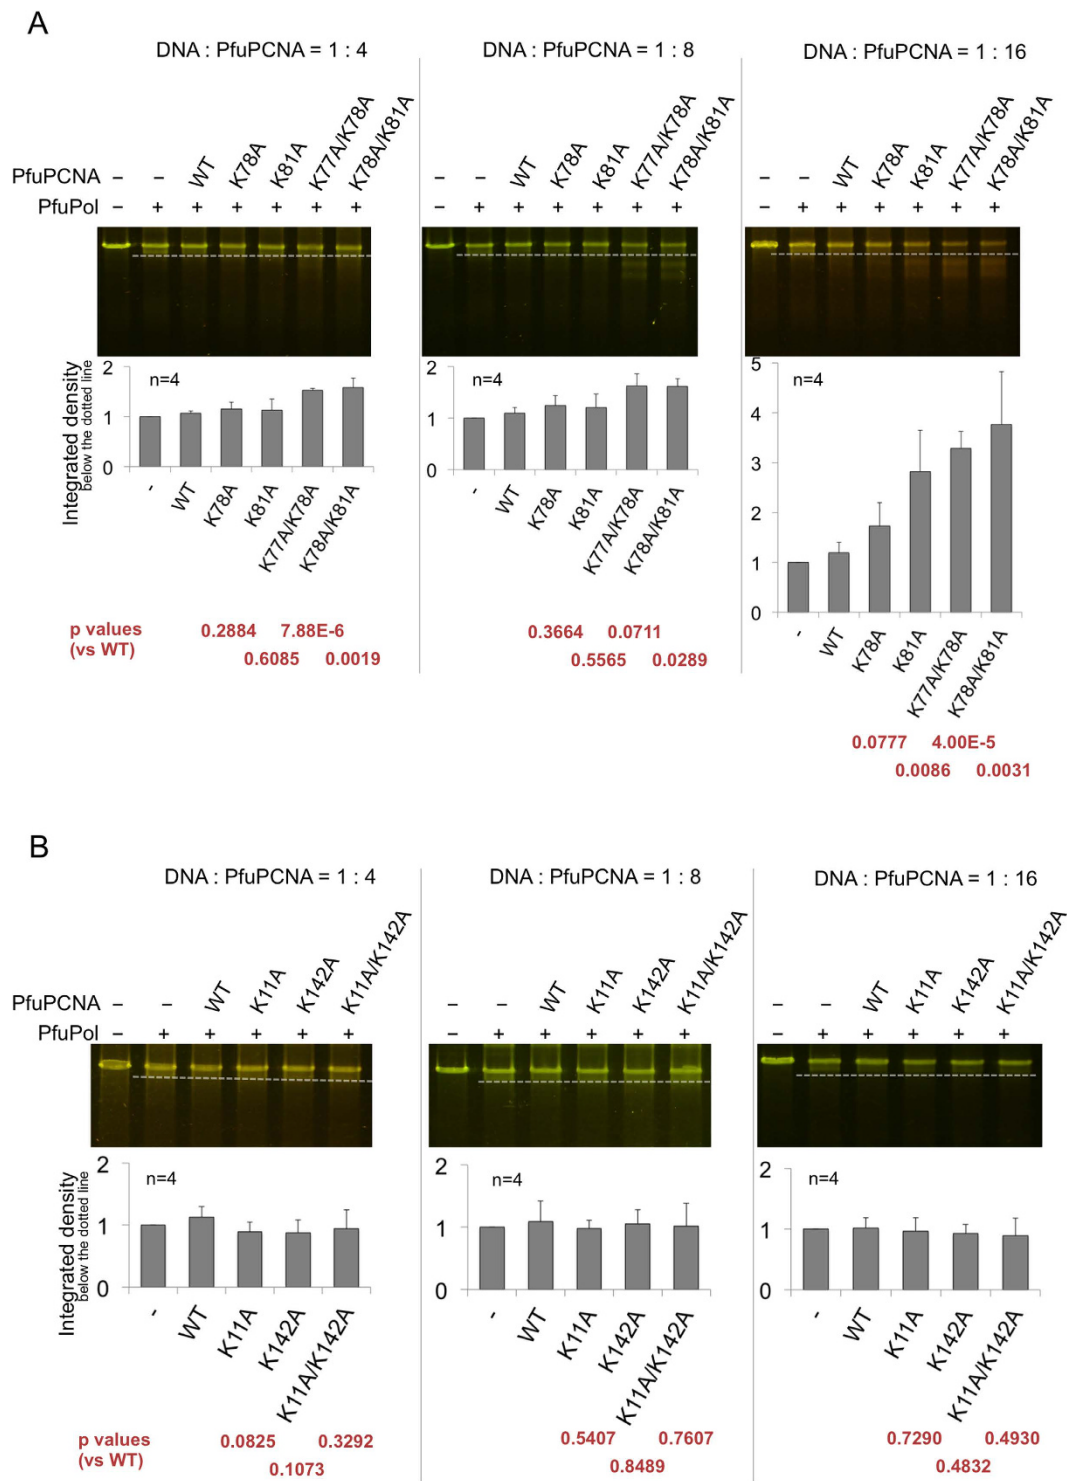 A
DNA : PfuPCNA = 1 : 4
DNA : PfuPCNA = 1 : 8
DNA : PfuPCNA = 1 : 16
PfuPCNA – – WT K78A K81A K77A/K78A K78A/K81A
– – WT K78A K81A K77A/K78A K78A/K81A
– – WT K78A K81A K77A/K78A K78A/K81A
PfuPol – + + + + + +
– + + + + + +
– + + + + + +
Integrated density
below the dotted line
2
1
0
n=4
- WT K78A K81A K77A/K78A K78A/K81A
2
1
0
n=4
- WT K78A K81A K77A/K78A K78A/K81A
5
4
3
2
1
0
n=4
- WT K78A K81A K77A/K78A K78A/K81A
p values
(vs WT)
0.2884 7.88E-6
0.6085 0.0019
0.3664 0.0711
0.5565 0.0289
0.0777 4.00E-5
0.0086 0.0031
B
DNA : PfuPCNA = 1 : 4
DNA : PfuPCNA = 1 : 8
DNA : PfuPCNA = 1 : 16
PfuPCNA – – WT K11A K142A K11A/K142A
– – WT K11A K142A K11A/K142A
– – WT K11A K142A K11A/K142A
PfuPol – + + + + +
– + + + + +
– + + + + +
Integrated density
below the dotted line
2
1
0
n=4
- WT K11A K142A K11A/K142A
2
1
0
n=4
- WT K11A K142A K11A/K142A
2
1
0
n=4
- WT K11A K142A K11A/K142A
p values
(vs WT)
0.0825 0.3292
0.1073
0.5407 0.7607
0.8489
0.7290 0.4930
0.4832